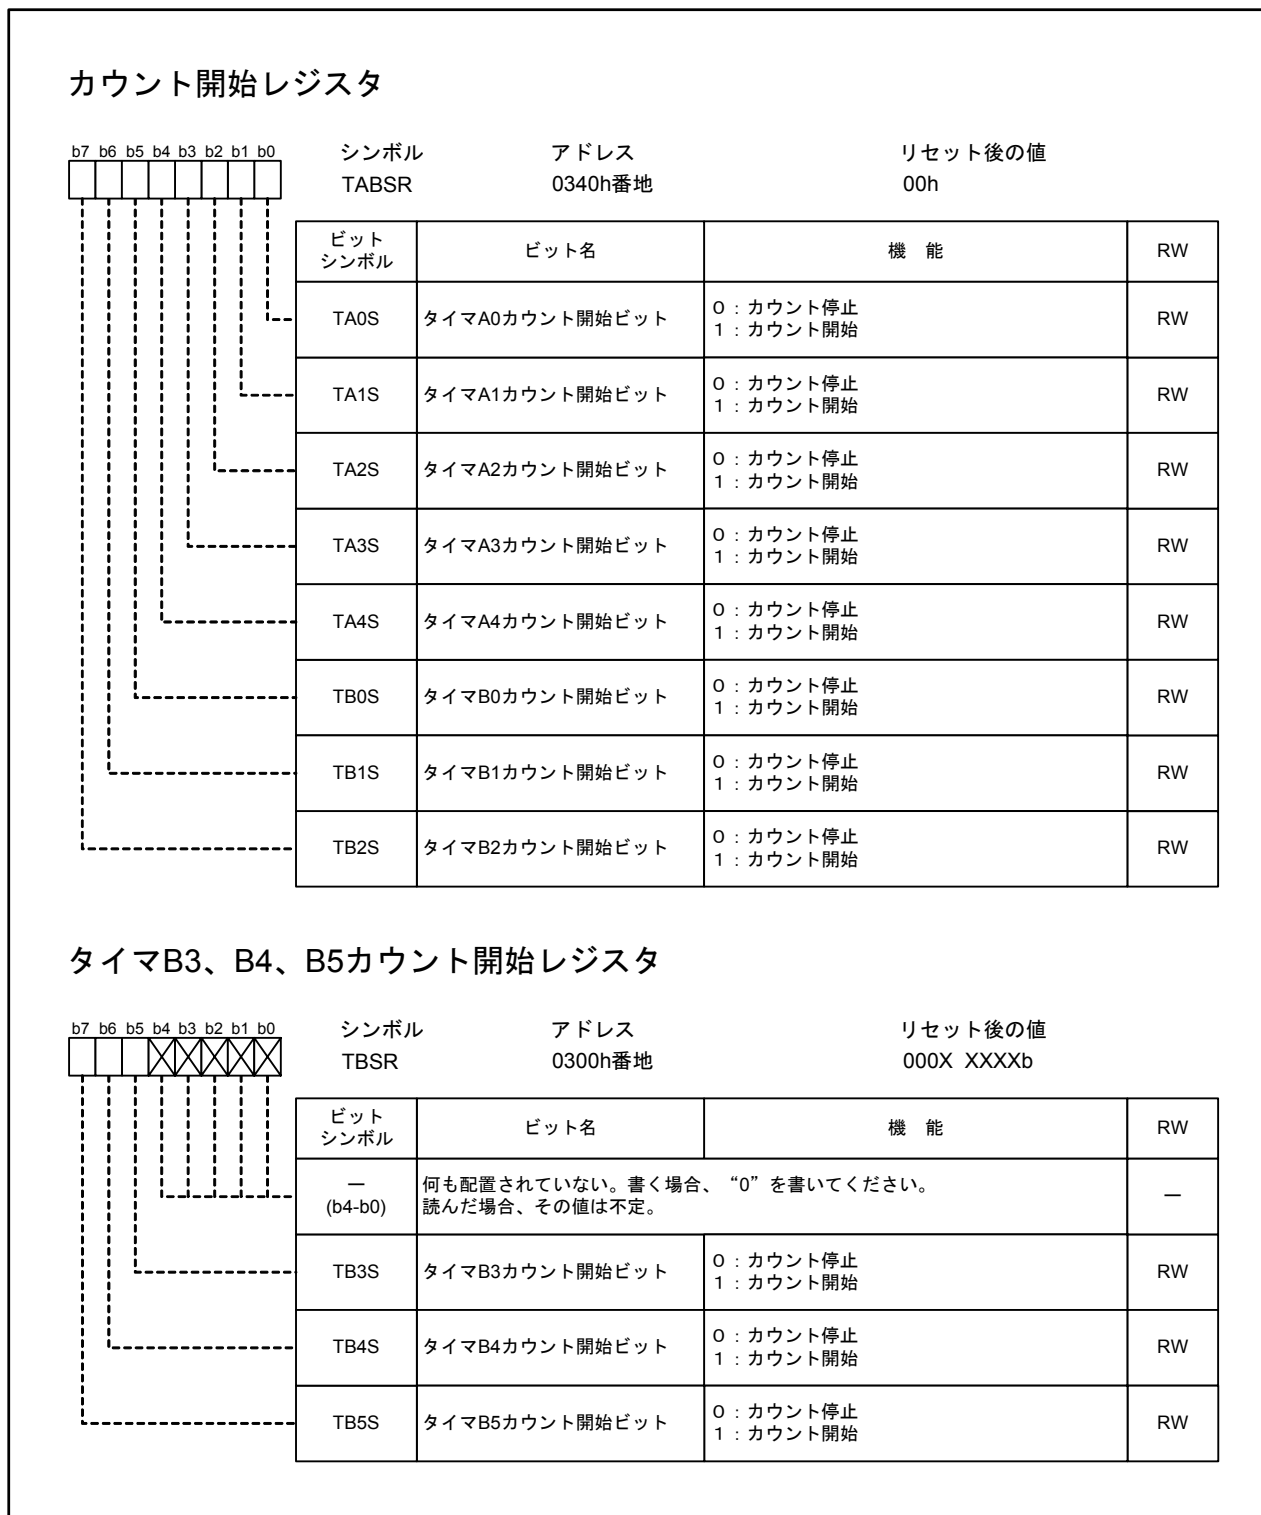 カウント開始レジスタ
b7 b6 b5 b4 b3 b2 b1 b0
シンボル アドレス リセット後の値
TABSR 0340h番地 00h
ビット
シンボル
ビット名 機 能 RW
TA0S タイマA0カウント開始ビット 0:カウント停止
1:カウント開始 RW
TA1S タイマA1カウント開始ビット 0:カウント停止
1:カウント開始 RW
TA2S タイマA2カウント開始ビット 0:カウント停止
1:カウント開始 RW
TA3S タイマA3カウント開始ビット 0:カウント停止
1:カウント開始 RW
TA4S タイマA4カウント開始ビット 0:カウント停止
1:カウント開始 RW
TB0S タイマB0カウント開始ビット 0:カウント停止
1:カウント開始 RW
TB1S タイマB1カウント開始ビット 0:カウント停止
1:カウント開始 RW
TB2S タイマB2カウント開始ビット 0:カウント停止
1:カウント開始 RW
タイマB3、B4、B5カウント開始レジスタ
b7 b6 b5 b4 b3 b2 b1 b0
シンボル アドレス リセット後の値
TBSR 0300h番地 000X XXXXb
ビット
シンボル
ビット名 機 能 RW
—
(b4-b0)
何も配置されていない。書く場合、“0”を書いてください。
読んだ場合、その値は不定。
—
TB3S タイマB3カウント開始ビット 0:カウント停止
1:カウント開始 RW
TB4S タイマB4カウント開始ビット 0:カウント停止
1:カウント開始 RW
TB5S タイマB5カウント開始ビット 0:カウント停止
1:カウント開始 RW